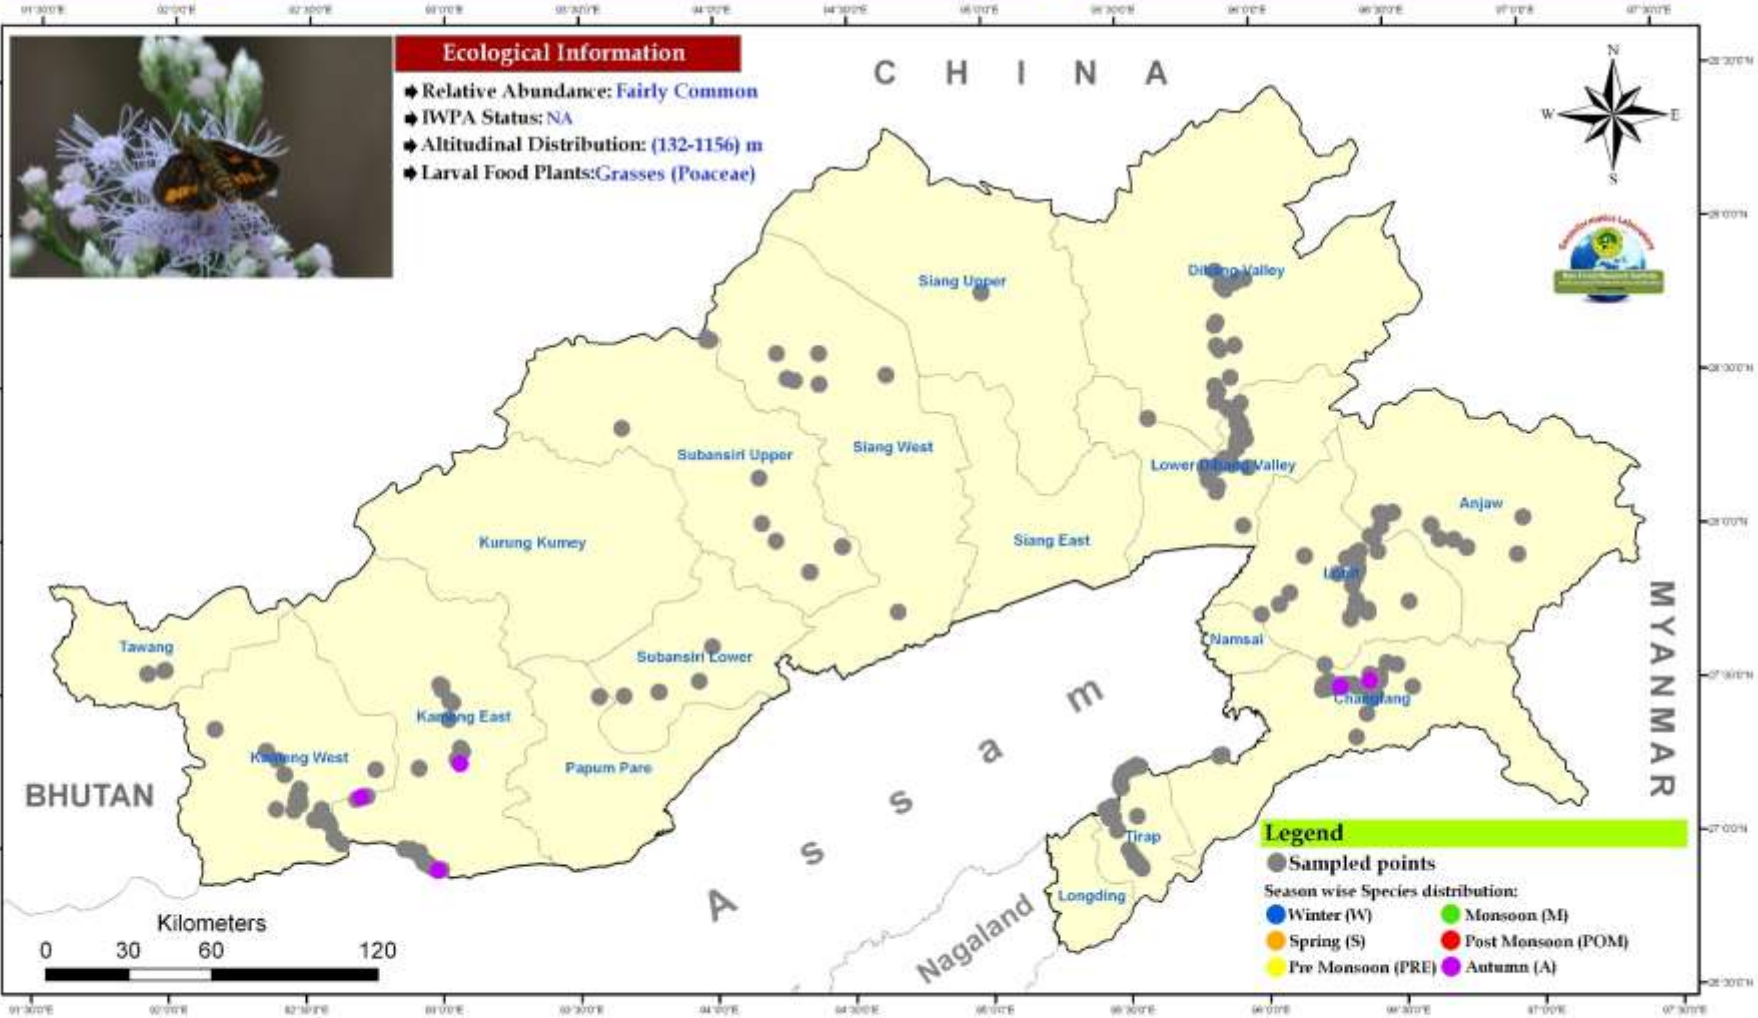 Ecological Information
Relative Abundance: Fairly Common
IWPA Status: NA
Altitudinal Distribution: (132-1156) m
Larval Food Plants:Grasses (Poaceae)
C H I N A
N
W E
S
Geoinformatics Laboratory
Dibang Valley
Siang Upper
Siang West
Subansiri Upper
Lower Dibang Valley
Anjaw
Kurung Kumey
Siang East
Lohit
Namsai
Tawang
Subansiri Lower
Changlang
Kameng East
Kameng West
Papum Pare
BHUTAN
MYANMAR
Assam
Tirap
Longding
Nagaland
Kilometers
0 30 60 120
Legend
Sampled points
Season wise Species distribution:
Winter (W)
Monsoon (M)
Spring (S)
Post Monsoon (POM)
Pre Monsoon (PRE)
Autumn (A)